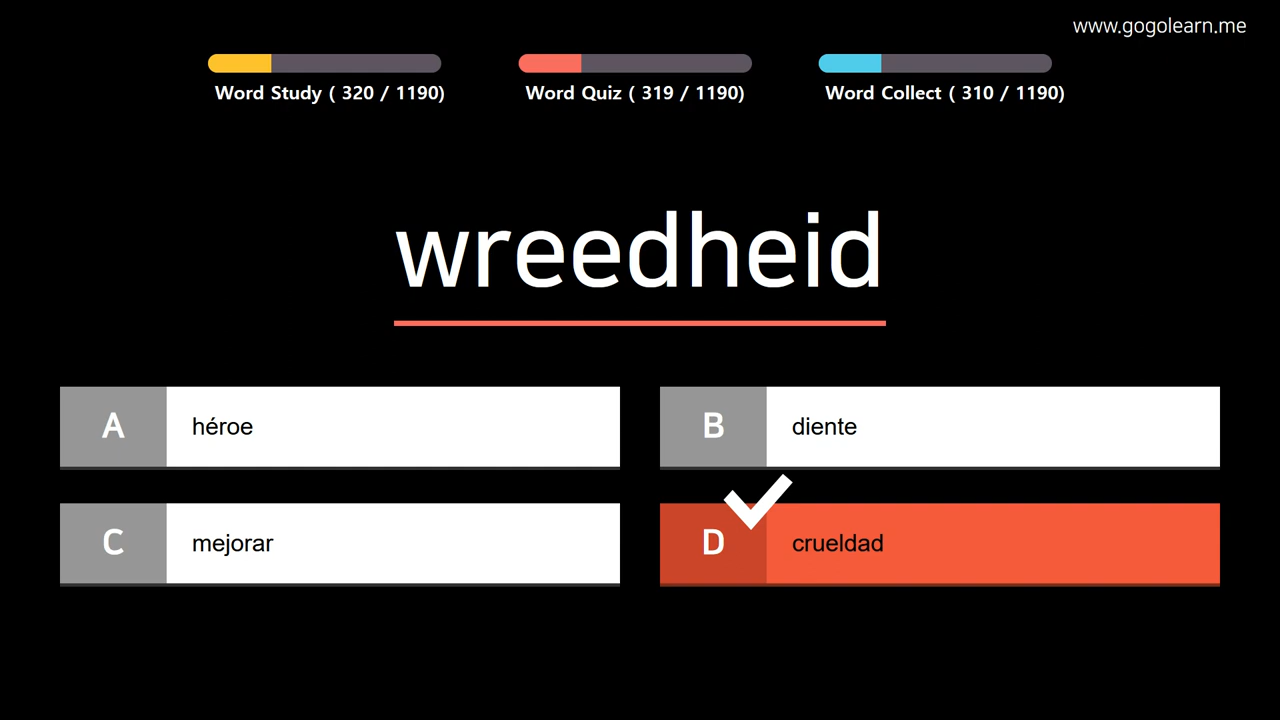 www.gogolearn.me
Word Study ( 320 / 1190)
Word Quiz ( 319 / 1190)
Word Collect ( 310 / 1190)
wreedheid
A héroe
B diente
C mejorar
D crueldad